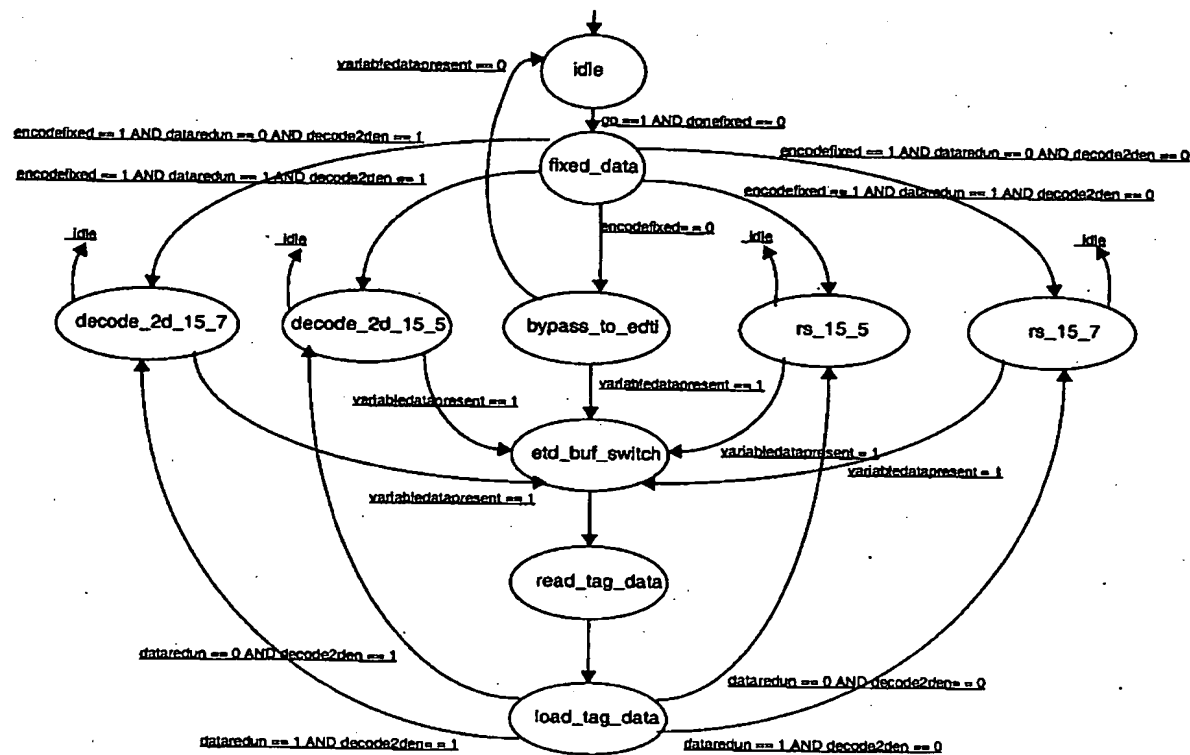 idle
variabledatapresent == 0
go ==1 AND donefixed == 0
encodefixed == 1 AND dataredun == 0 AND decode2den == 1
encodefixed == 1 AND dataredun == 0 AND decode2den == 0
fixed_data
encodefixed == 1 AND dataredun == 1 AND decode2den == 1
encodefixed == 1 AND dataredun == 1 AND decode2den == 0
encodefixed== 0
idle
idle
idle
idle
decode_2d_15_7
decode_2d_15_5
bypass_to_edti
rs_15_5
rs_15_7
variabledatapresent == 1
variabledatapresent == 1
etd_buf_switch
variabledatapresent = 1
variabledatapresent = 1
variabledatapresent == 1
read_tag_data
dataredun == 0 AND decode2den == 1
dataredun == 0 AND decode2den= = 0
load_tag_data
dataredun == 1 AND decode2den= = 1
dataredun == 1 AND decode2den == 0